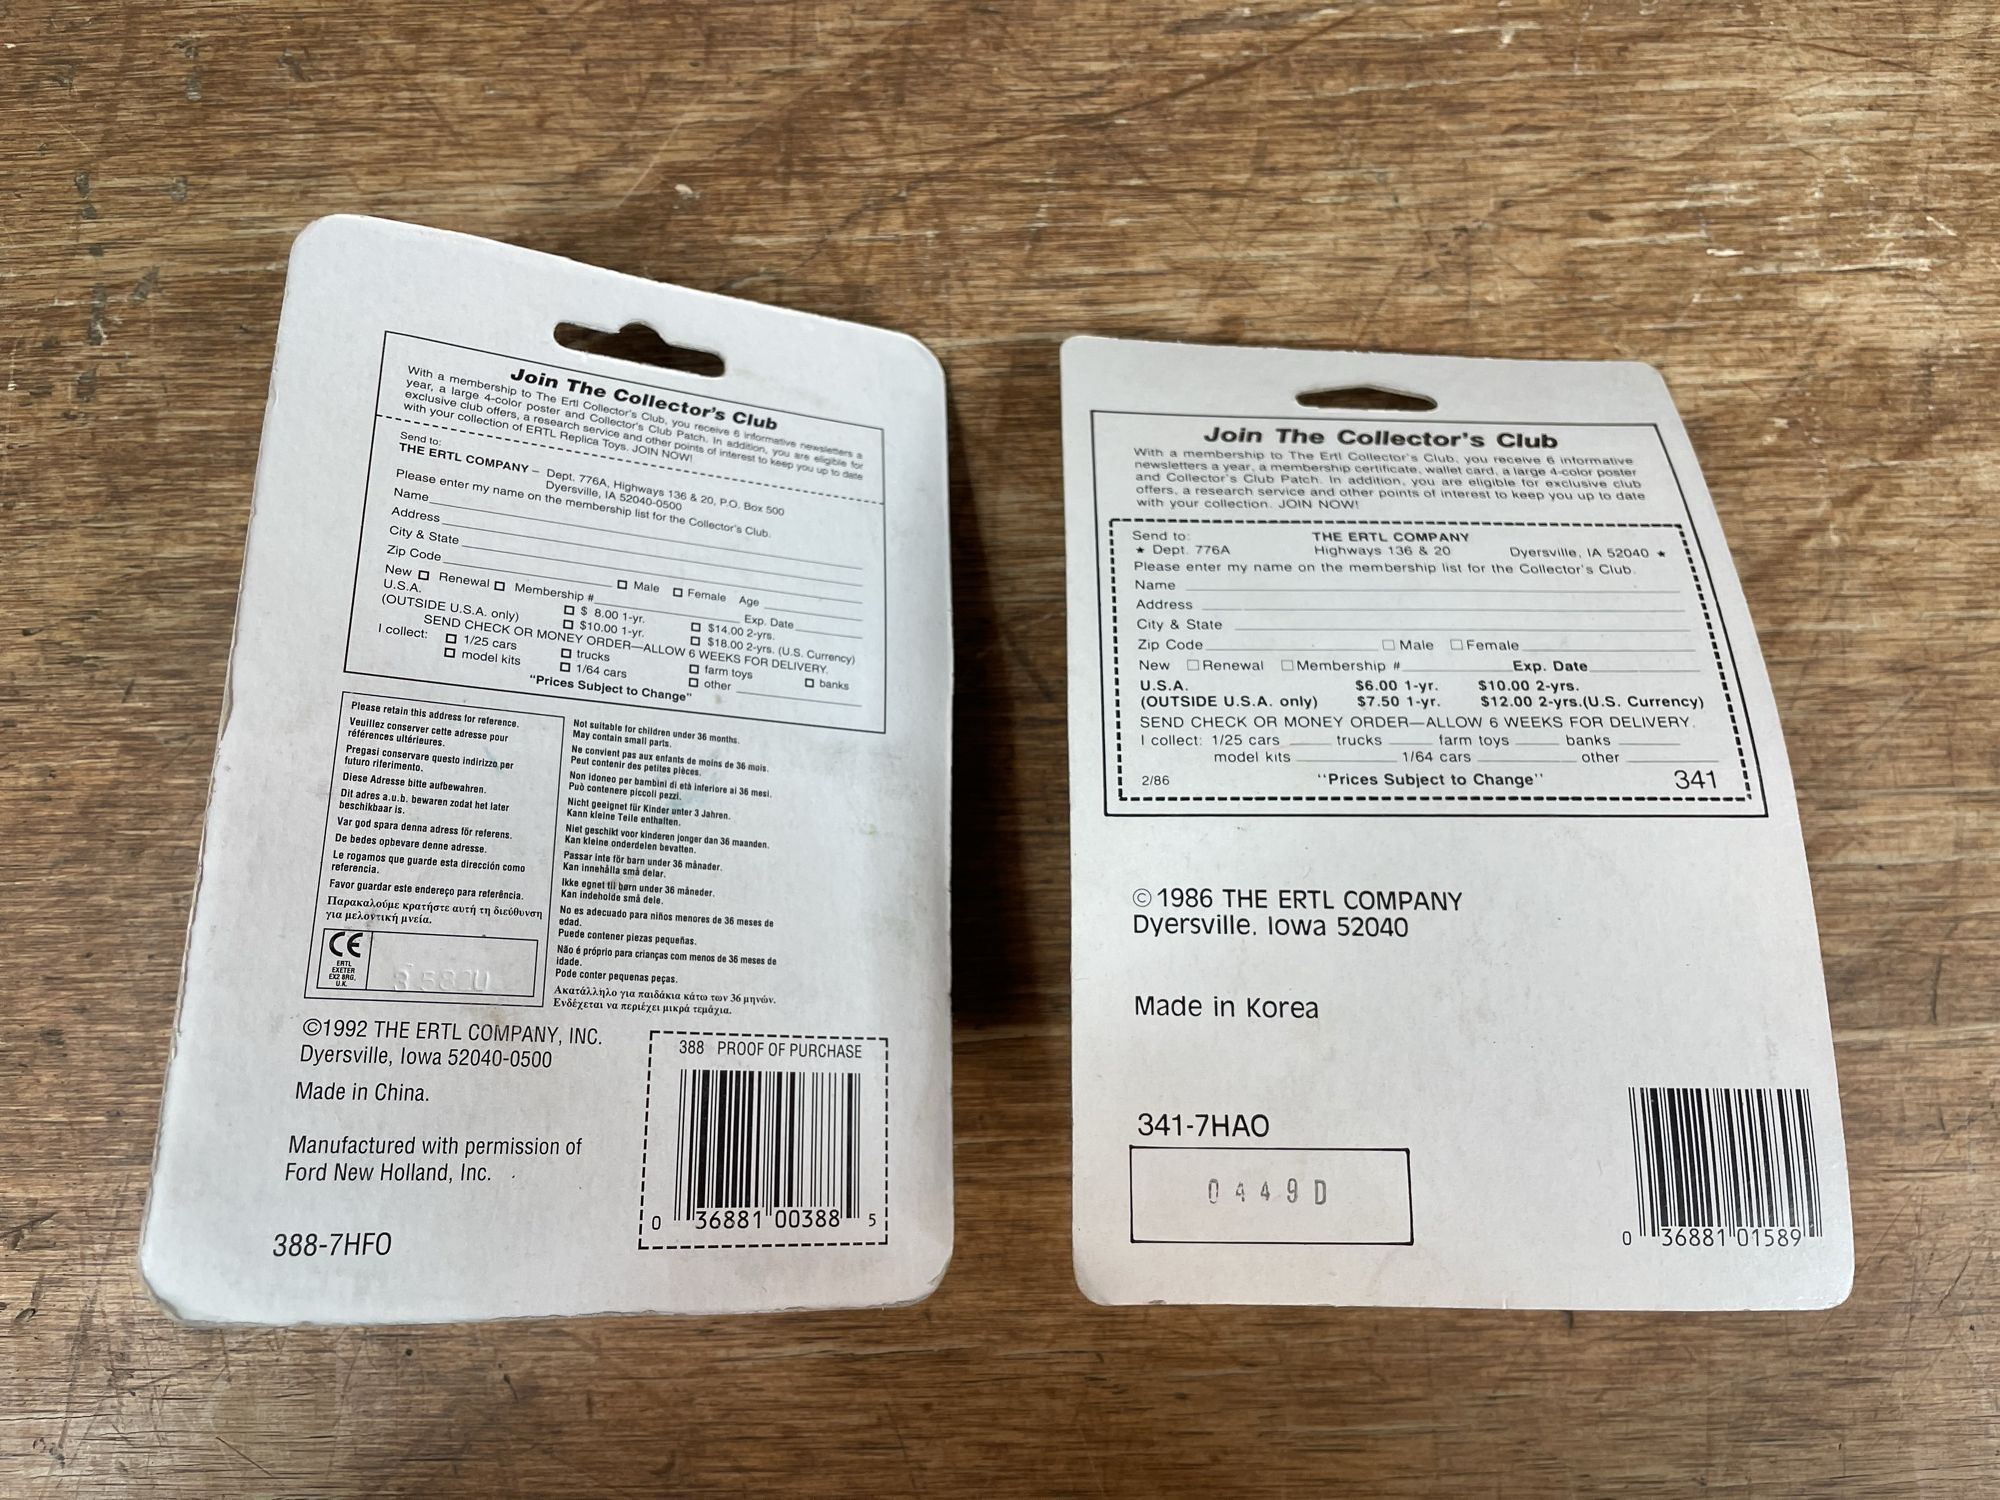 Join The Collector's Club
With a membership to The Ertl Collector's Club, you receive 6 informative newsletters a
year, a large 4-color poster and Collector's Club Patch. In addition, you are eligible for
exclusive club offers, a research service and other points of interest to keep you up to date
with your collection of ERTL Replica Toys. JOIN NOW!
Send to:
THE ERTL COMPANY – Dept. 776A, Highways 136 & 20, P.O. Box 500
Dyersville, IA 52040-0500
Please enter my name on the membership list for the Collector's Club.
Name
Address
City & State
Zip Code
Male Female Age
New Renewal Membership # Exp. Date
U.S.A. $ 8.00 1-yr. $14.00 2-yrs.
(OUTSIDE U.S.A. only) $10.00 1-yr. $18.00 2-yrs. (U.S. Currency)
SEND CHECK OR MONEY ORDER—ALLOW 6 WEEKS FOR DELIVERY.
I collect: 1/25 cars trucks farm toys banks
model kits 1/64 cars other
"Prices Subject to Change"
Please retain this address for reference.
Veuillez conserver cette adresse pour
références ultérieures.
Pregasi conservare questo indirizzo per
futuro riferimento.
Diese Adresse bitte aufbewahren.
Dit adres a.u.b. bewaren zodat het later
beschikbaar is.
Var god spara denna adress för referens.
De bedes opbevare denne adresse.
Le rogamos que guarde esta dirección como
referencia.
Favor guardar este endereço para referência.
Παρακαλούμε κρατήστε αυτή τη διεύθυνση
για μελοντική μνεία.
CE
ERTL
EXETER
EX2 8RG,
U.K.
Not suitable for children under 36 months.
May contain small parts.
Ne convient pas aux enfants de moins de 36 mois.
Peut contenir des petites pièces.
Non idoneo per bambini di età inferiore ai 36 mesi.
Può contenere piccoli pezzi.
Nicht geeignet für Kinder unter 3 Jahren.
Kann kleine Teile enthalten.
Niet geschikt voor kinderen jonger dan 36 maanden.
Kan kleine onderdelen bevatten.
Passar inte för barn under 36 månader.
Kan innehålla små delar.
Ikke egnet til børn under 36 måneder.
Kan indeholde små dele.
No es adecuado para niños menores de 36 meses de
edad.
Puede contener piezas pequeñas.
Não é próprio para crianças com menos de 36 meses de
idade.
Pode conter pequenas peças.
Ακατάλληλο για παιδάκια κάτω των 36 μηνών.
Ενδέχεται να περιέχει μικρά τεμάχια.
©1992 THE ERTL COMPANY, INC.
Dyersville, Iowa 52040-0500
Made in China.
Manufactured with permission of
Ford New Holland, Inc.
388-7HFO
388 PROOF OF PURCHASE
0 36881 00388 5
Join The Collector's Club
With a membership to The Ertl Collector's Club, you receive 6 informative
newsletters a year, a membership certificate, wallet card, a large 4-color poster
and Collector's Club Patch. In addition, you are eligible for exclusive club
offers, a research service and other points of interest to keep you up to date
with your collection. JOIN NOW!
Send to: THE ERTL COMPANY
★ Dept. 776A Highways 136 & 20 Dyersville, IA 52040 ★
Please enter my name on the membership list for the Collector's Club.
Name
Address
City & State
Zip Code Male Female
New Renewal Membership # Exp. Date
U.S.A. $6.00 1-yr. $10.00 2-yrs.
(OUTSIDE U.S.A. only) $7.50 1-yr. $12.00 2-yrs.(U.S. Currency)
SEND CHECK OR MONEY ORDER—ALLOW 6 WEEKS FOR DELIVERY.
I collect: 1/25 cars trucks farm toys banks
model kits 1/64 cars other
2/86 "Prices Subject to Change" 341
© 1986 THE ERTL COMPANY
Dyersville, Iowa 52040
Made in Korea
341-7HAO
0449D
0 36881 01589